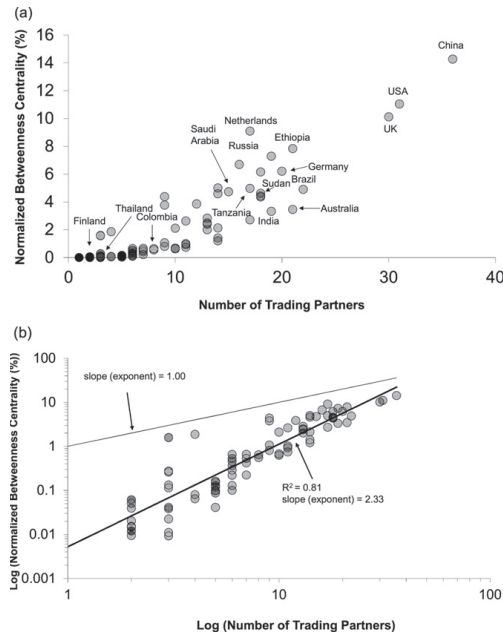 (a)
Normalized Betweenness Centrality (%)
16
14
12
10
8
6
4
2
0
China
USA
UK
Netherlands
Saudi
Arabia
Russia
Ethiopia
Germany
Sudan
Brazil
Tanzania
India
Australia
Thailand
Colombia
Finland
0
10
20
30
40
Number of Trading Partners
(b)
Log (Normalized Betweenness Centrality (%))
100
10
1
0.1
0.01
0.001
slope (exponent) = 1.00
R² = 0.81
slope (exponent) = 2.33
1
10
100
Log (Number of Trading Partners)